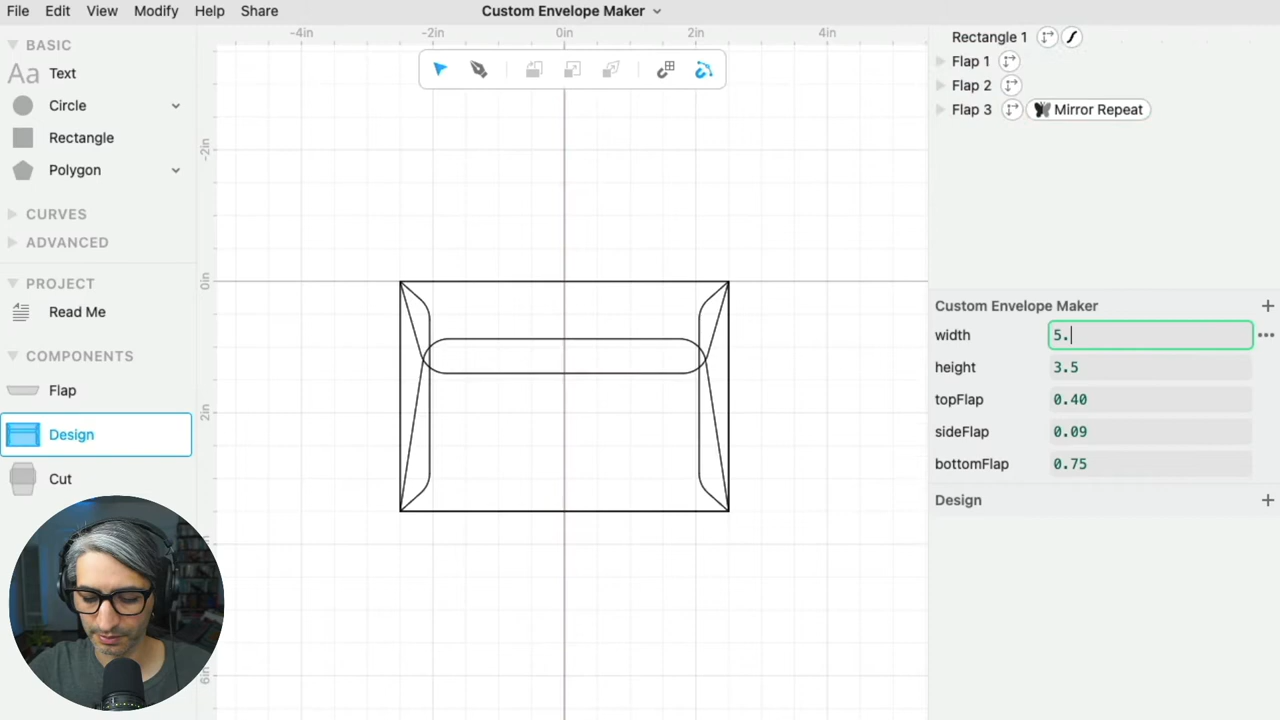 File Edit View Modify Help Share
Custom Envelope Maker
BASIC
Aa Text
Circle
Rectangle
Polygon
CURVES
ADVANCED
PROJECT
Read Me
COMPONENTS
Flap
Design
Cut
-4in -2in 0in 2in 4in
-2in
0in
2in
6in
Rectangle 1
Flap 1
Flap 2
Flap 3 Mirror Repeat
Custom Envelope Maker
width 5.
height 3.5
topFlap 0.40
sideFlap 0.09
bottomFlap 0.75
Design